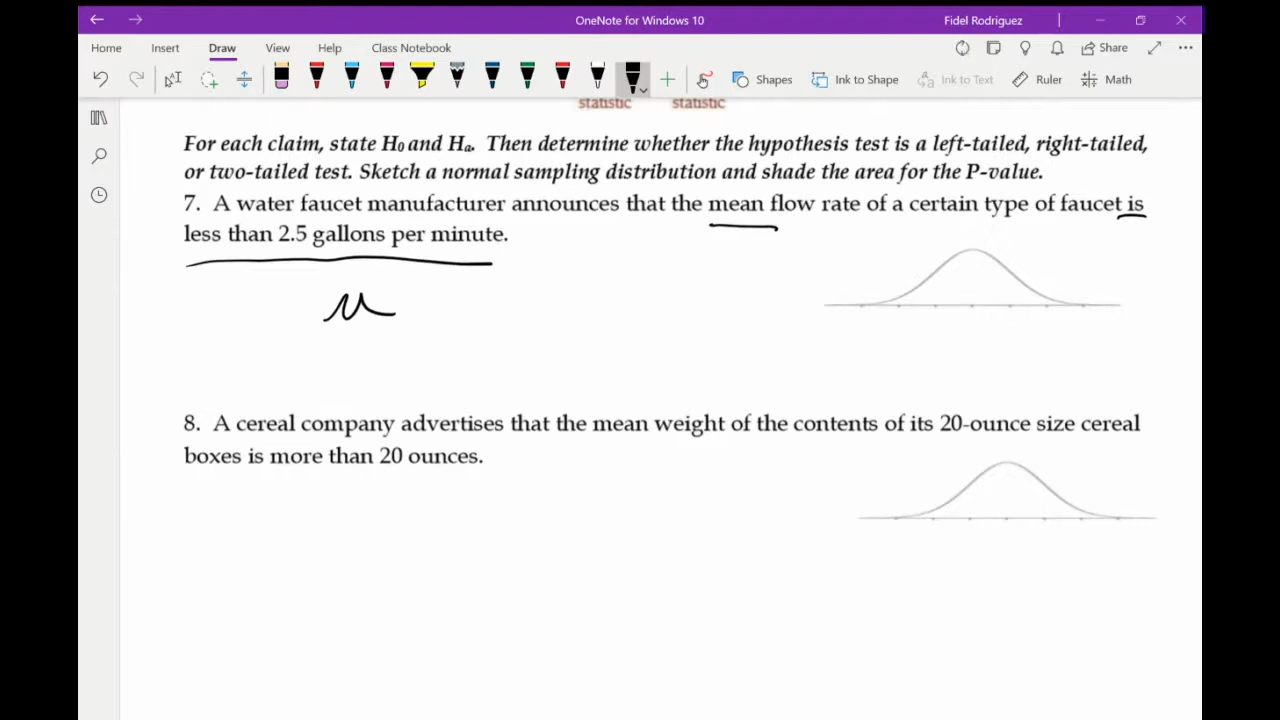 OneNote for Windows 10
Fidel Rodriguez
Home Insert Draw View Help Class Notebook Share
Shapes Ink to Shape Ink to Text Ruler Math
statistic statistic
For each claim, state H₀ and Hₐ. Then determine whether the hypothesis test is a left-tailed, right-tailed,
or two-tailed test. Sketch a normal sampling distribution and shade the area for the P-value.
7. A water faucet manufacturer announces that the mean flow rate of a certain type of faucet is
less than 2.5 gallons per minute.
μ
8. A cereal company advertises that the mean weight of the contents of its 20-ounce size cereal
boxes is more than 20 ounces.